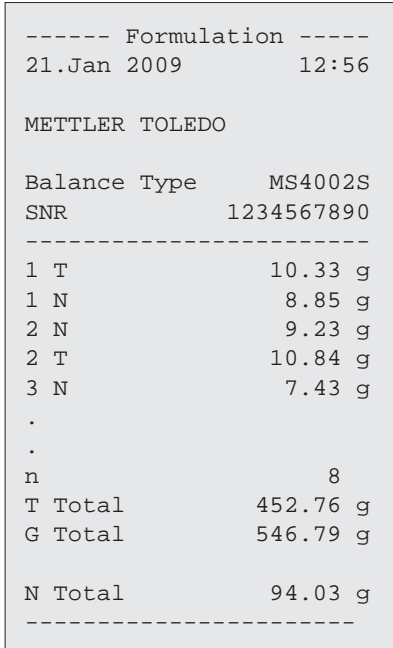 ------ Formulation -----
21.Jan 2009        12:56
METTLER TOLEDO
Balance Type     MS4002S
SNR           1234567890
------------------------
1 T              10.33 g
1 N               8.85 g
2 N               9.23 g
2 T              10.84 g
3 N               7.43 g
.
.
n                    8
T Total         452.76 g
G Total         546.79 g
N Total          94.03 g
-----------------------